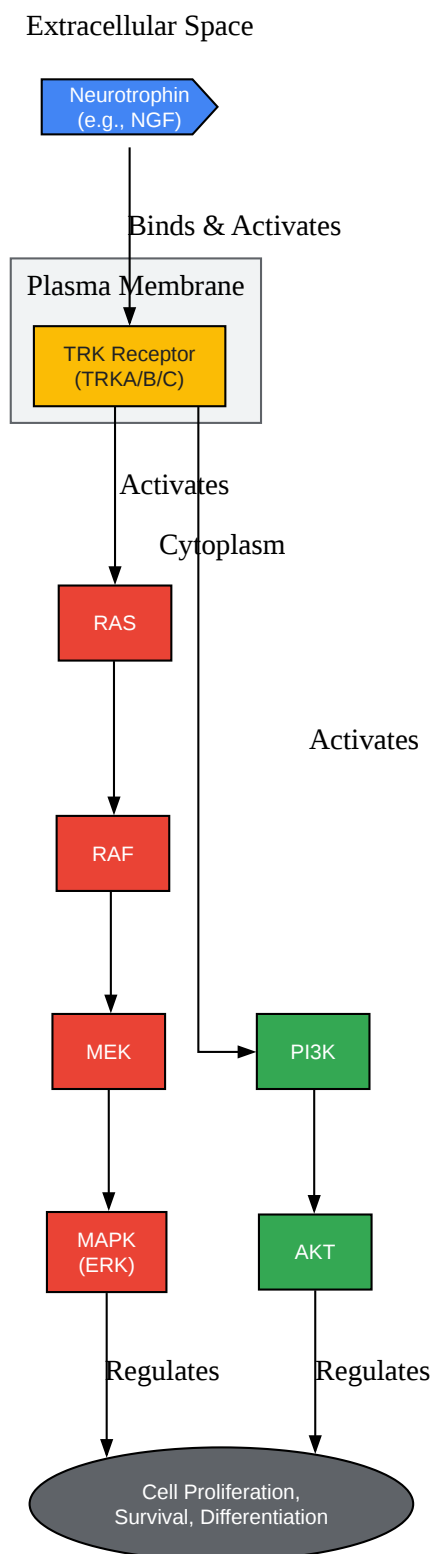 Extracellular Space
Neurotrophin
(e.g., NGF)
Binds & Activates
Plasma Membrane
TRK Receptor
(TRKA/B/C)
Activates
Cytoplasm
RAS
Activates
RAF
MEK
PI3K
MAPK
(ERK)
AKT
Regulates
Regulates
Cell Proliferation,
Survival, Differentiation